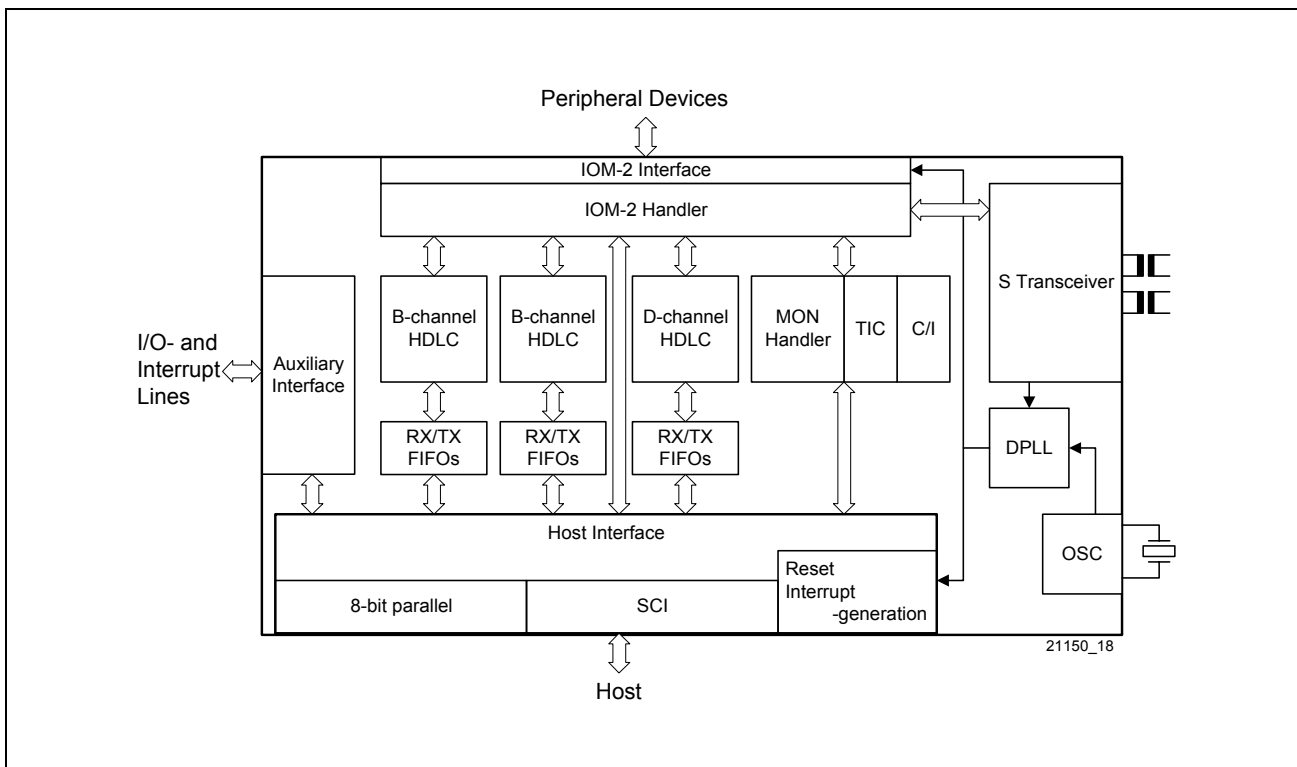 Peripheral Devices
IOM-2 Interface
IOM-2 Handler
S Transceiver
B-channel
HDLC
B-channel
HDLC
D-channel
HDLC
MON
Handler
TIC
C/I
I/O- and
Interrupt
Lines
Auxiliary
Interface
RX/TX
FIFOs
RX/TX
FIFOs
RX/TX
FIFOs
DPLL
Host Interface
OSC
Reset
Interrupt
-generation
8-bit parallel
SCI
21150_18
Host